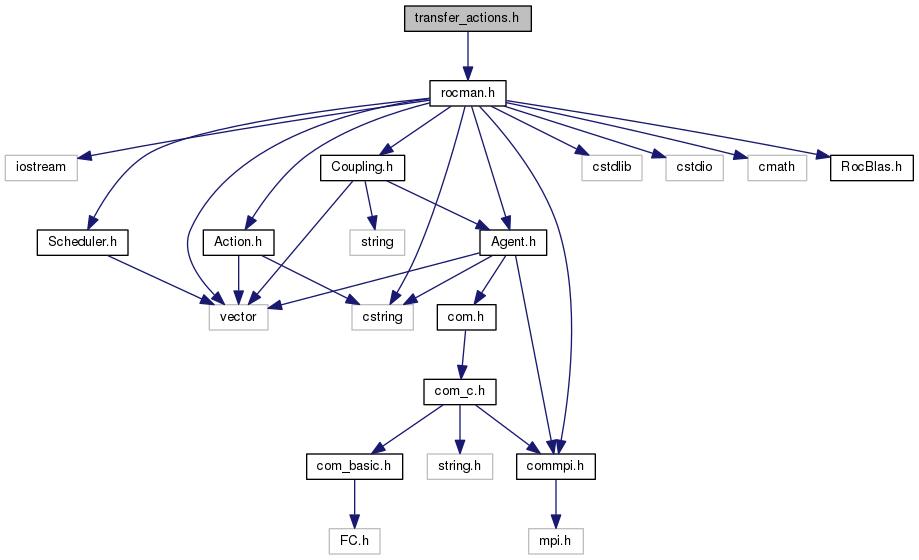 transfer_actions.h
rocman.h
iostream
Coupling.h
cstdlib
cstdio
cmath
RocBlas.h
Scheduler.h
Action.h
string
Agent.h
vector
cstring
com.h
com_c.h
com_basic.h
string.h
commpi.h
FC.h
mpi.h